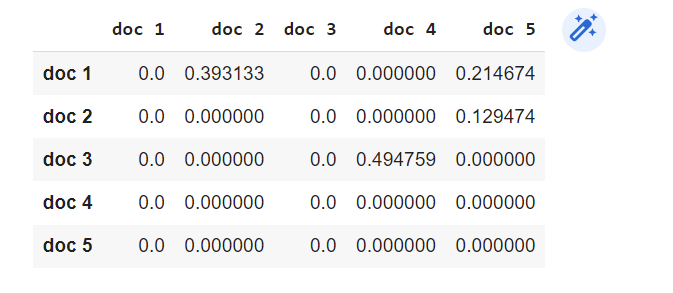 doc 1 doc 2 doc 3 doc 4 doc 5
doc 1 0.0 0.393133 0.0 0.000000 0.214674
doc 2 0.0 0.000000 0.0 0.000000 0.129474
doc 3 0.0 0.000000 0.0 0.494759 0.000000
doc 4 0.0 0.000000 0.0 0.000000 0.000000
doc 5 0.0 0.000000 0.0 0.000000 0.000000